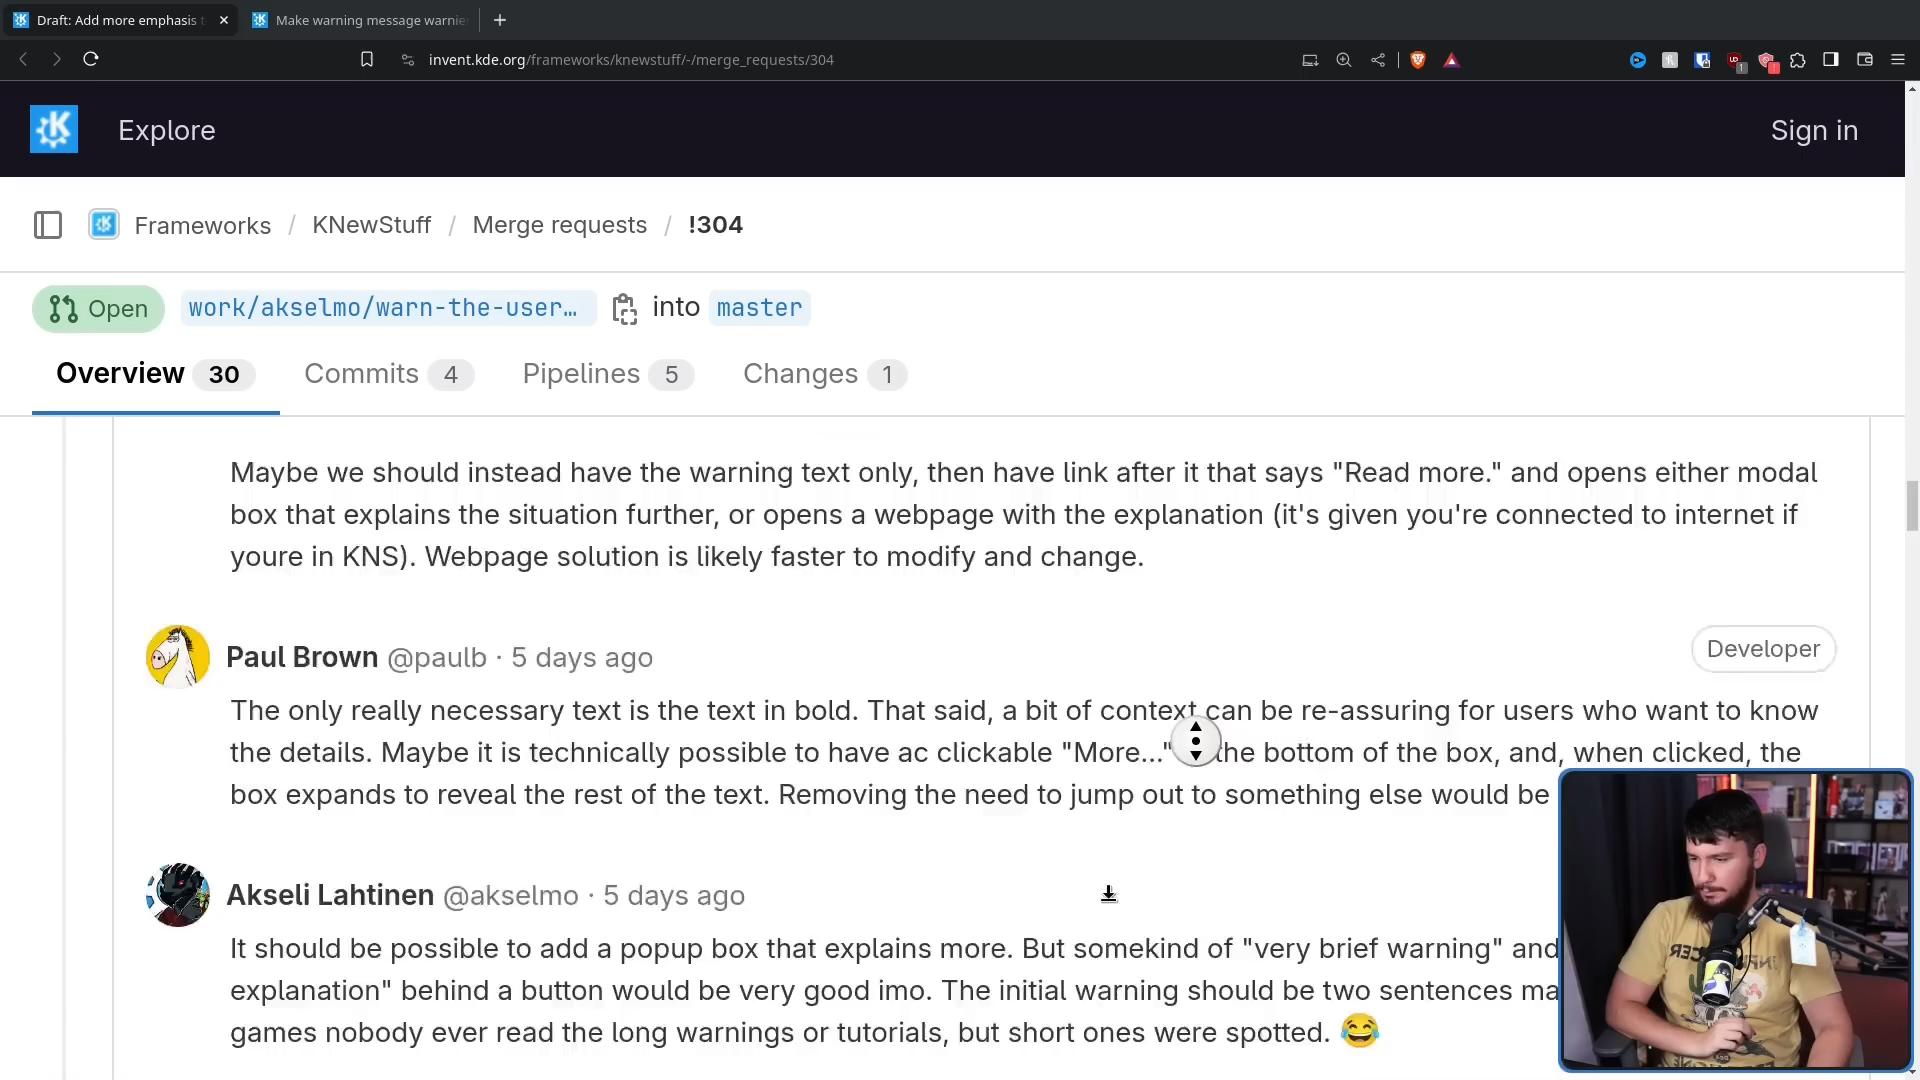 Draft: Add more emphasis t
Make warning message warnie
invent.kde.org/frameworks/knewstuff/-/merge_requests/304
Explore
Sign in
Frameworks / KNewStuff / Merge requests / !304
Open work/akselmo/warn-the-user… into master
Overview 30 Commits 4 Pipelines 5 Changes 1
Maybe we should instead have the warning text only, then have link after it that says "Read more." and opens either modal
box that explains the situation further, or opens a webpage with the explanation (it's given you're connected to internet if
youre in KNS). Webpage solution is likely faster to modify and change.
Paul Brown @paulb · 5 days ago
Developer
The only really necessary text is the text in bold. That said, a bit of context can be re-assuring for users who want to know
the details. Maybe it is technically possible to have ac clickable "More..." the bottom of the box, and, when clicked, the
box expands to reveal the rest of the text. Removing the need to jump out to something else would be
Akseli Lahtinen @akselmo · 5 days ago
It should be possible to add a popup box that explains more. But somekind of "very brief warning" and
explanation" behind a button would be very good imo. The initial warning should be two sentences ma
games nobody ever read the long warnings or tutorials, but short ones were spotted. 😂